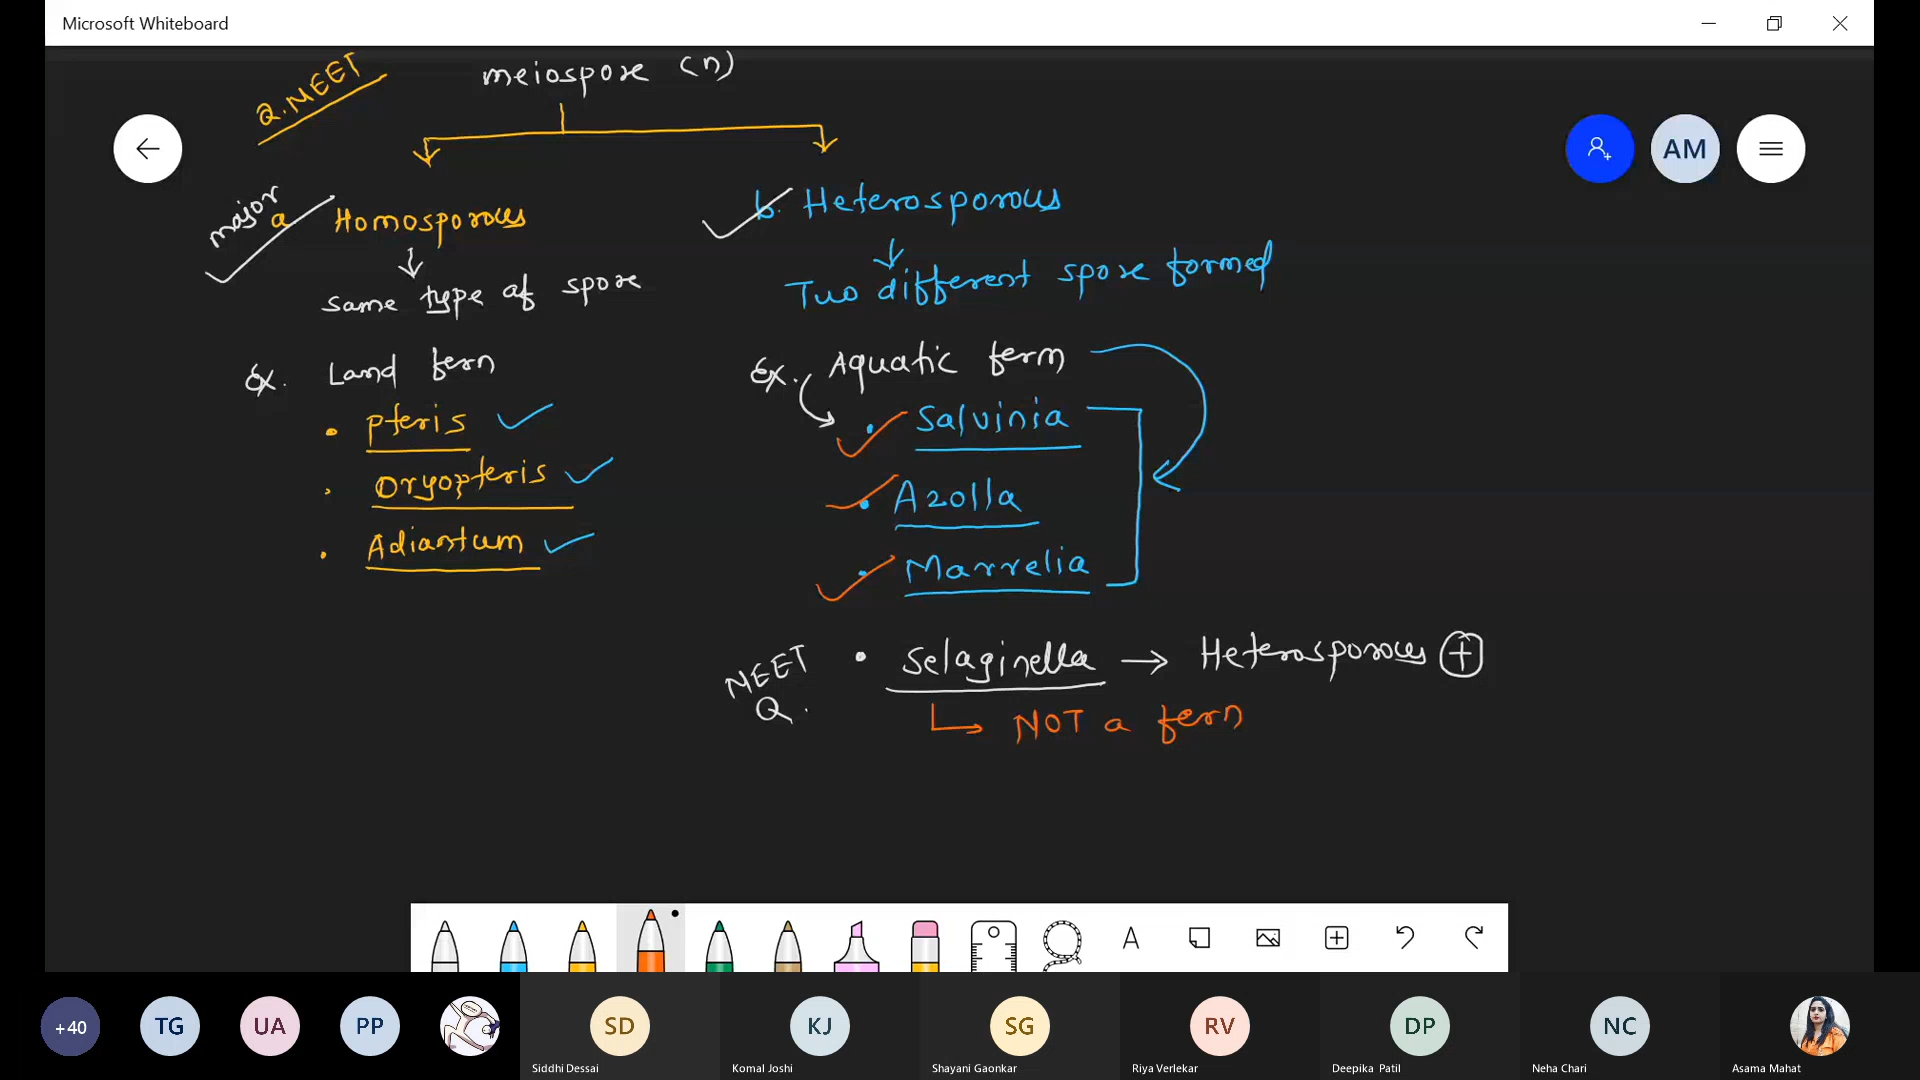 Microsoft Whiteboard
Q. NEET
meiospore (n)
major
a Homosporous
b. Heterosporous
same type of spore
Two different spore formed
Ex. Land fern
Ex. Aquatic fern
• Pteris
• Salvinia
• Dryopteris
• Azolla
• Adiantum
• Marselia
NEET
Q.
• Selaginella → Heterosporous +
NOT a fern
AM
A
+40
TG
UA
PP
SD
KJ
SG
RV
DP
NC
Siddhi Dessai
Komal Joshi
Shayani Gaonkar
Riya Verlekar
Deepika Patil
Neha Chari
Asama Mahat